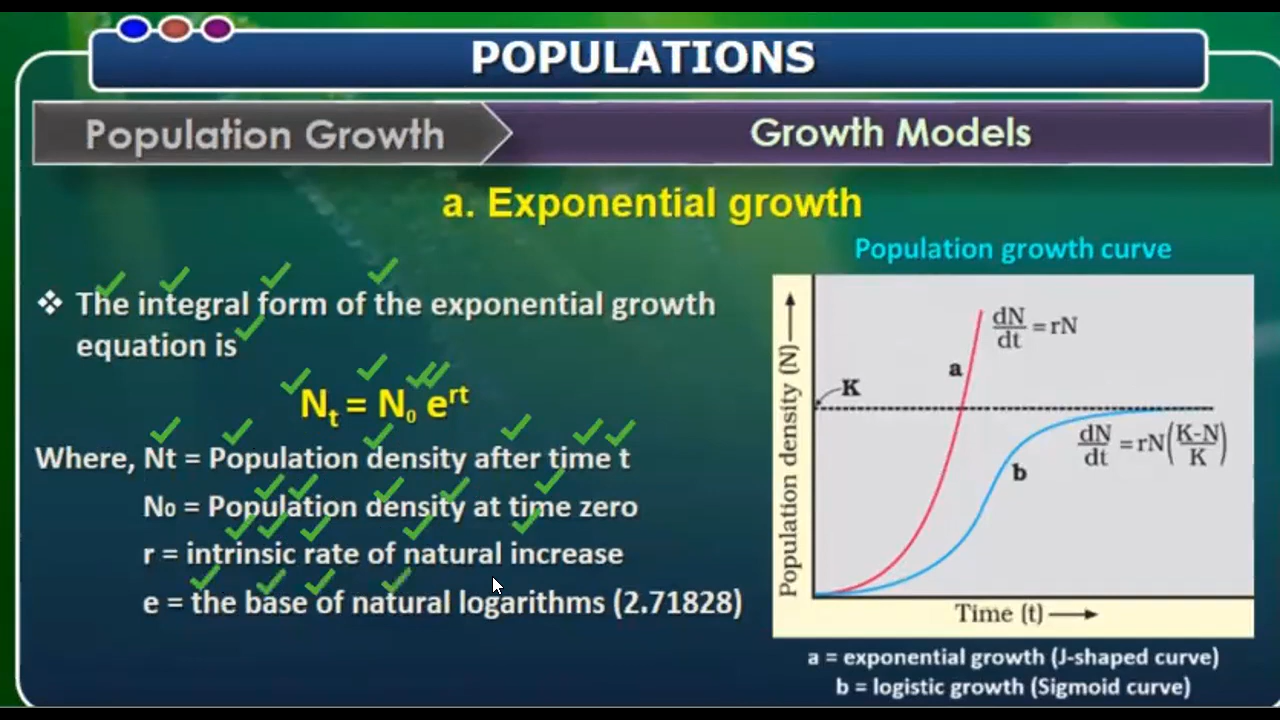 POPULATIONS
Population Growth
Growth Models
a. Exponential growth
❖ The integral form of the exponential growth
equation is
Nₜ = N₀ eʳᵗ
Where, Nt = Population density after time t
N₀ = Population density at time zero
r = intrinsic rate of natural increase
e = the base of natural logarithms (2.71828)
Population growth curve
Population density (N)
dN/dt = rN
a
K
dN/dt = rN(K-N/K)
b
Time (t)
a = exponential growth (J-shaped curve)
b = logistic growth (Sigmoid curve)